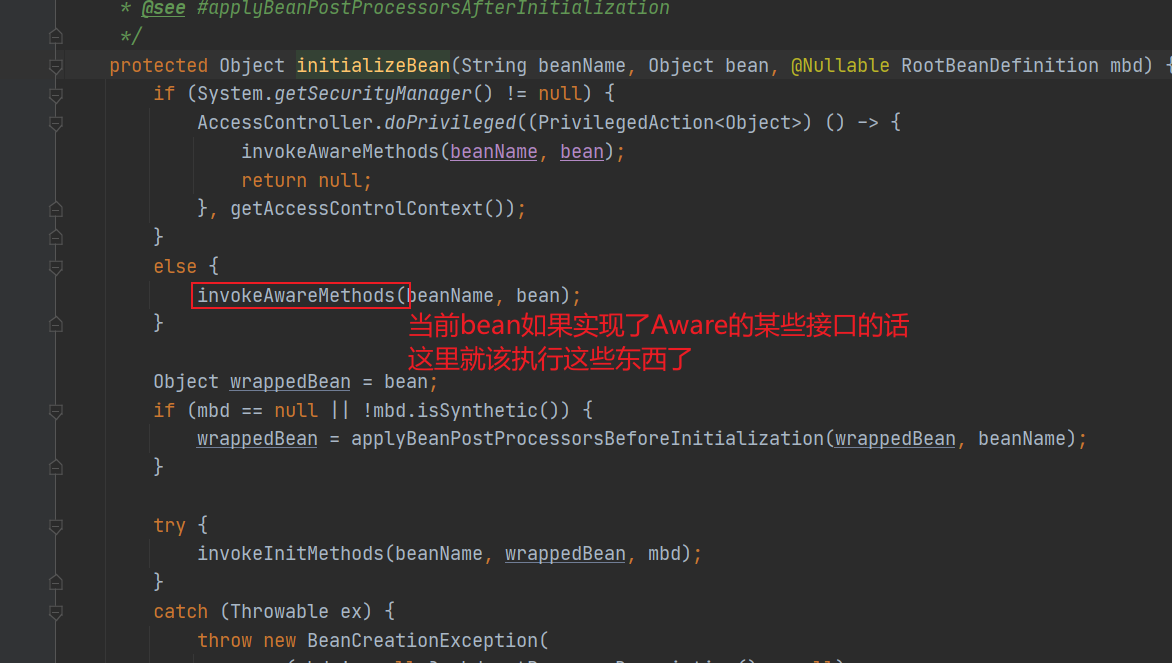 * @see #applyBeanPostProcessorsAfterInitialization
*/
protected Object initializeBean(String beanName, Object bean, @Nullable RootBeanDefinition mbd) {
if (System.getSecurityManager() != null) {
AccessController.doPrivileged((PrivilegedAction<Object>) () -> {
invokeAwareMethods(beanName, bean);
return null;
}, getAccessControlContext());
}
else {
invokeAwareMethods(beanName, bean);
}
当前bean如果实现了Aware的某些接口的话
这里就该执行这些东西了
Object wrappedBean = bean;
if (mbd == null || !mbd.isSynthetic()) {
wrappedBean = applyBeanPostProcessorsBeforeInitialization(wrappedBean, beanName);
}
try {
invokeInitMethods(beanName, wrappedBean, mbd);
}
catch (Throwable ex) {
throw new BeanCreationException(